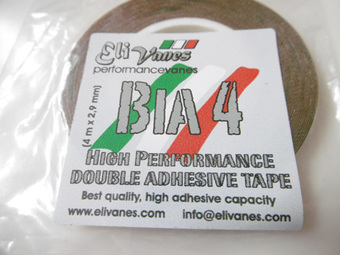 Eli Vanes
performancevanes
BIA 4
(4 m x 2,9 mm)
HIGH PERFORMANCE
DOUBLE ADHESIVE TAPE
Best quality, high adhesive capacity
www.elivanes.com info@elivanes.com